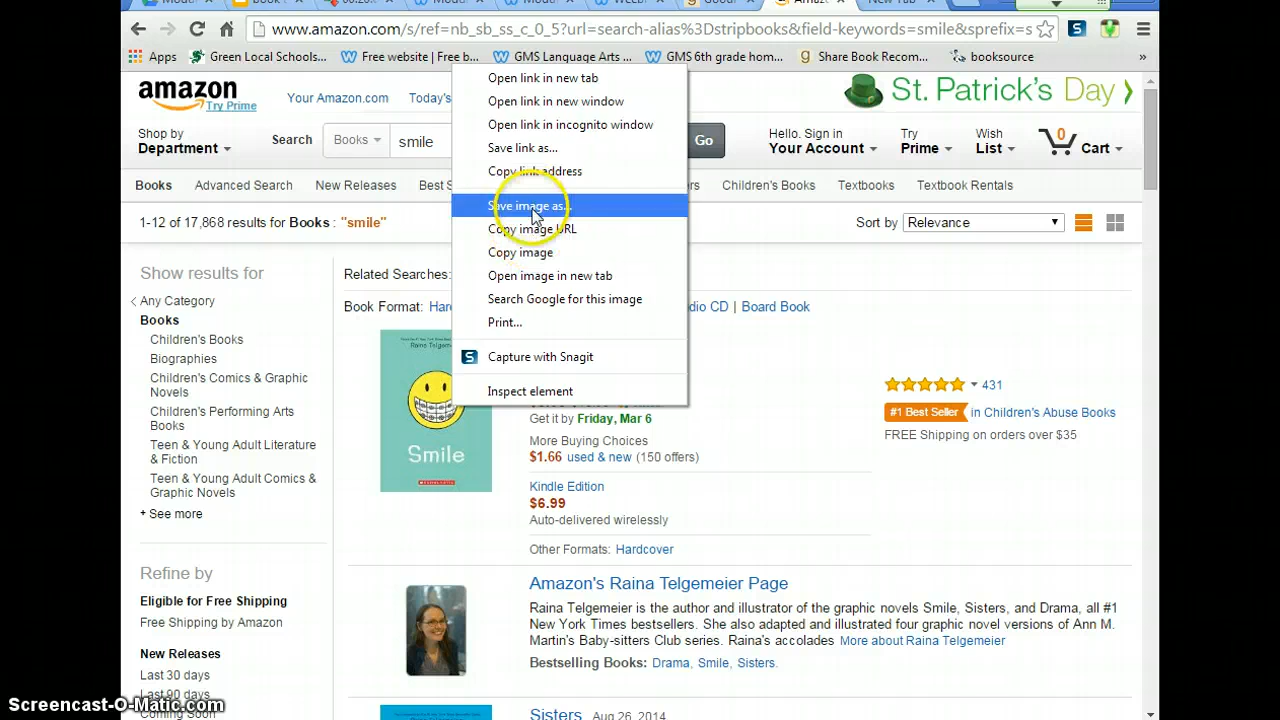 www.amazon.com/s/ref=nb_sb_ss_c_0_5?url=search-alias%3Dstripbooks&field-keywords=smile&sprefix=s
Apps Green Local Schools... Free website | Free b... GMS Language Arts ... GMS 6th grade hom... Share Book Recom... booksource »
amazon
Try Prime
Your Amazon.com Today's
St. Patrick's Day
Shop by
Department
Search Books smile Go
Hello. Sign in
Your Account
Try
Prime
Wish
List
0
Cart
Books Advanced Search New Releases Best S Children's Books Textbooks Textbook Rentals
1-12 of 17,868 results for Books : "smile"
Sort by Relevance
Open link in new tab
Open link in new window
Open link in incognito window
Save link as...
Copy link address
Save image as...
Copy image URL
Copy image
Open image in new tab
Search Google for this image
Print...
S Capture with Snagit
Inspect element
Show results for
Any Category
Books
Children's Books
Biographies
Children's Comics & Graphic
Novels
Children's Performing Arts
Books
Teen & Young Adult Literature
& Fiction
Teen & Young Adult Comics &
Graphic Novels
+ See more
Refine by
Eligible for Free Shipping
Free Shipping by Amazon
New Releases
Last 30 days
Last 90 days
Coming Soon
Related Searches:
Book Format: Har dio CD | Board Book
Raina Telgemeier
Smile
Get it by Friday, Mar 6
More Buying Choices
$1.66 used & new (150 offers)
Kindle Edition
$6.99
Auto-delivered wirelessly
Other Formats: Hardcover
431
#1 Best Seller in Children's Abuse Books
FREE Shipping on orders over $35
Amazon's Raina Telgemeier Page
Raina Telgemeier is the author and illustrator of the graphic novels Smile, Sisters, and Drama, all #1
New York Times bestsellers. She also adapted and illustrated four graphic novel versions of Ann M.
Martin's Baby-sitters Club series. Raina's accolades More about Raina Telgemeier
Bestselling Books: Drama, Smile, Sisters.
Sisters Aug 26, 2014
Screencast-O-Matic.com